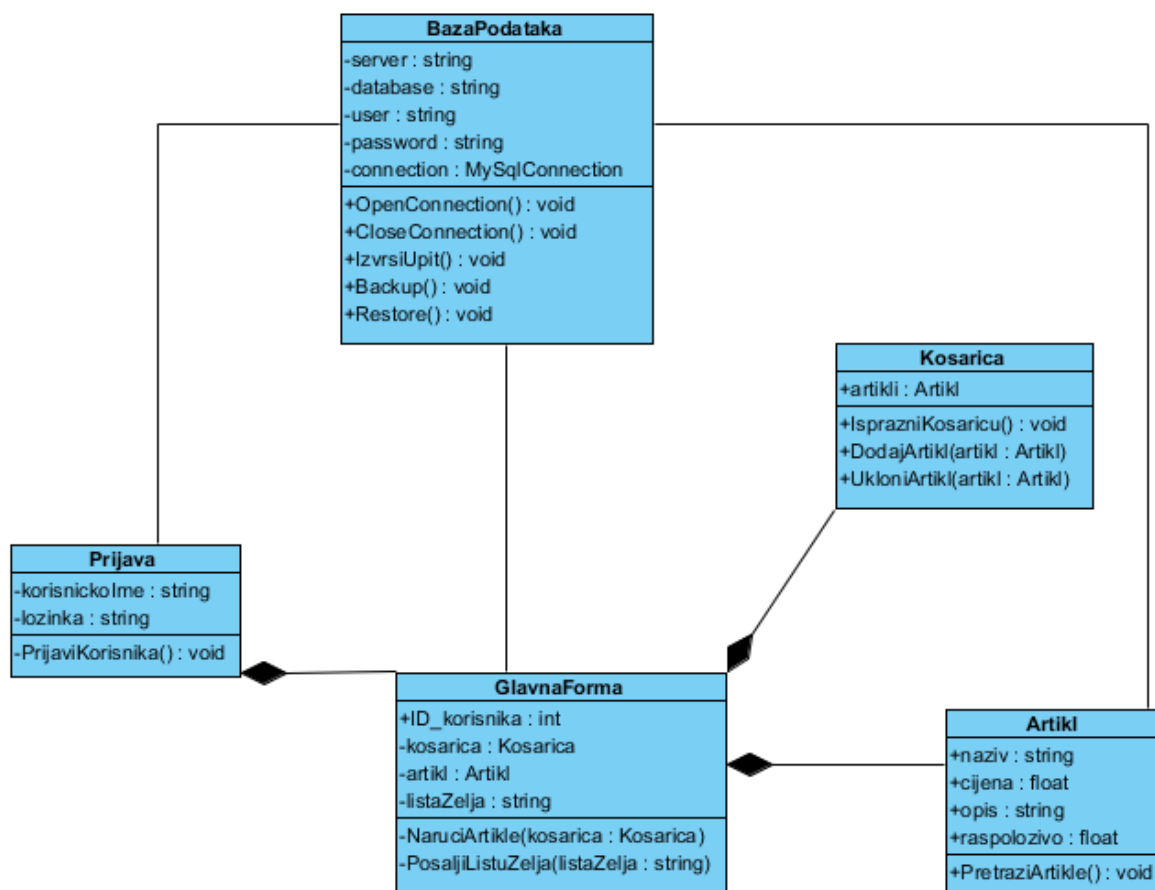 BazaPodataka
-server : string
-database : string
-user : string
-password : string
-connection : MySqlConnection
+OpenConnection() : void
+CloseConnection() : void
+IzvrsiUpit() : void
+Backup() : void
+Restore() : void
Kosarica
+artikli : Artikl
+IsprazniKosaricu() : void
+DodajArtikl(artikl : Artikl)
+UkloniArtikl(artikl : Artikl)
Prijava
-korisnickoIme : string
-lozinka : string
-PrijaviKorisnika() : void
GlavnaForma
+ID_korisnika : int
-kosarica : Kosarica
-artikl : Artikl
-listaZelja : string
-NaruciArtikle(kosarica : Kosarica)
-PosaljiListuZelja(listaZelja : string)
Artikl
+naziv : string
+cijena : float
+opis : string
+raspolozivo : float
+PretraziArtikle() : void